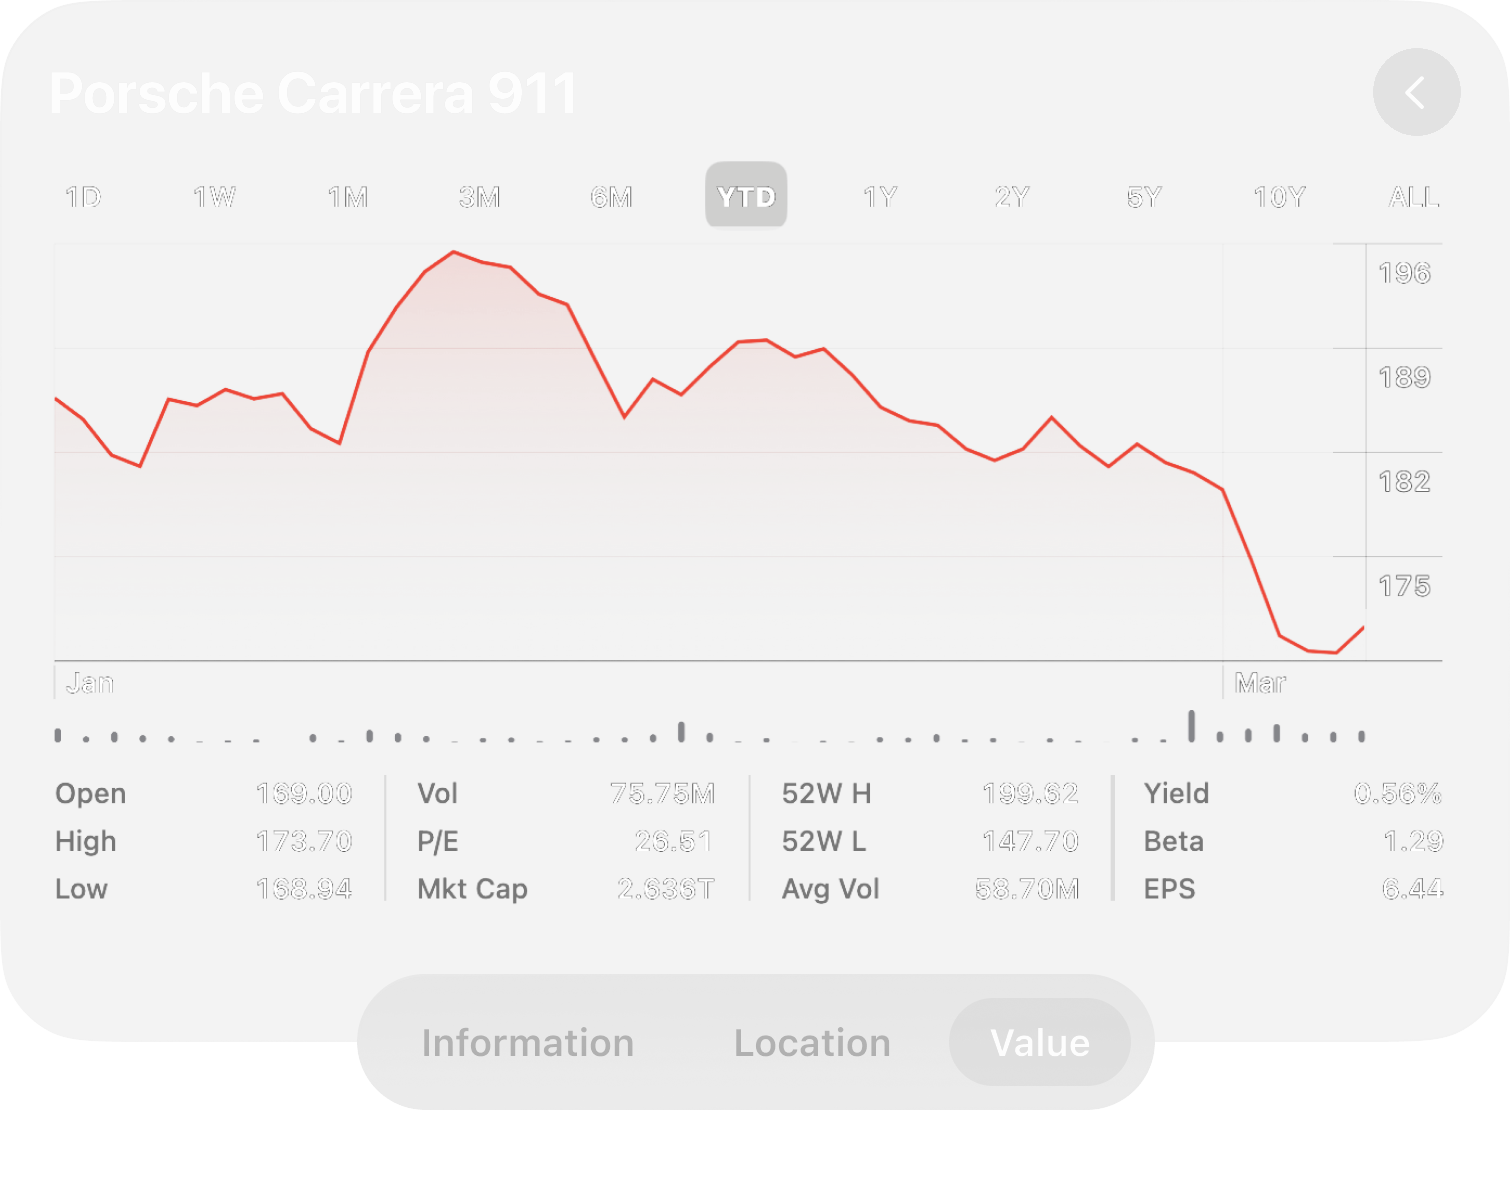 Porsche Carrera 911
1D 1W 1M 3M 6M YTD 1Y 2Y 5Y 10Y ALL
196
189
182
175
Jan Mar
Open 169.00 Vol 75.75M 52W H 199.62 Yield 0.56%
High 173.70 P/E 26.51 52W L 147.70 Beta 1.29
Low 168.94 Mkt Cap 2.636T Avg Vol 58.70M EPS 6.44
Information Location Value